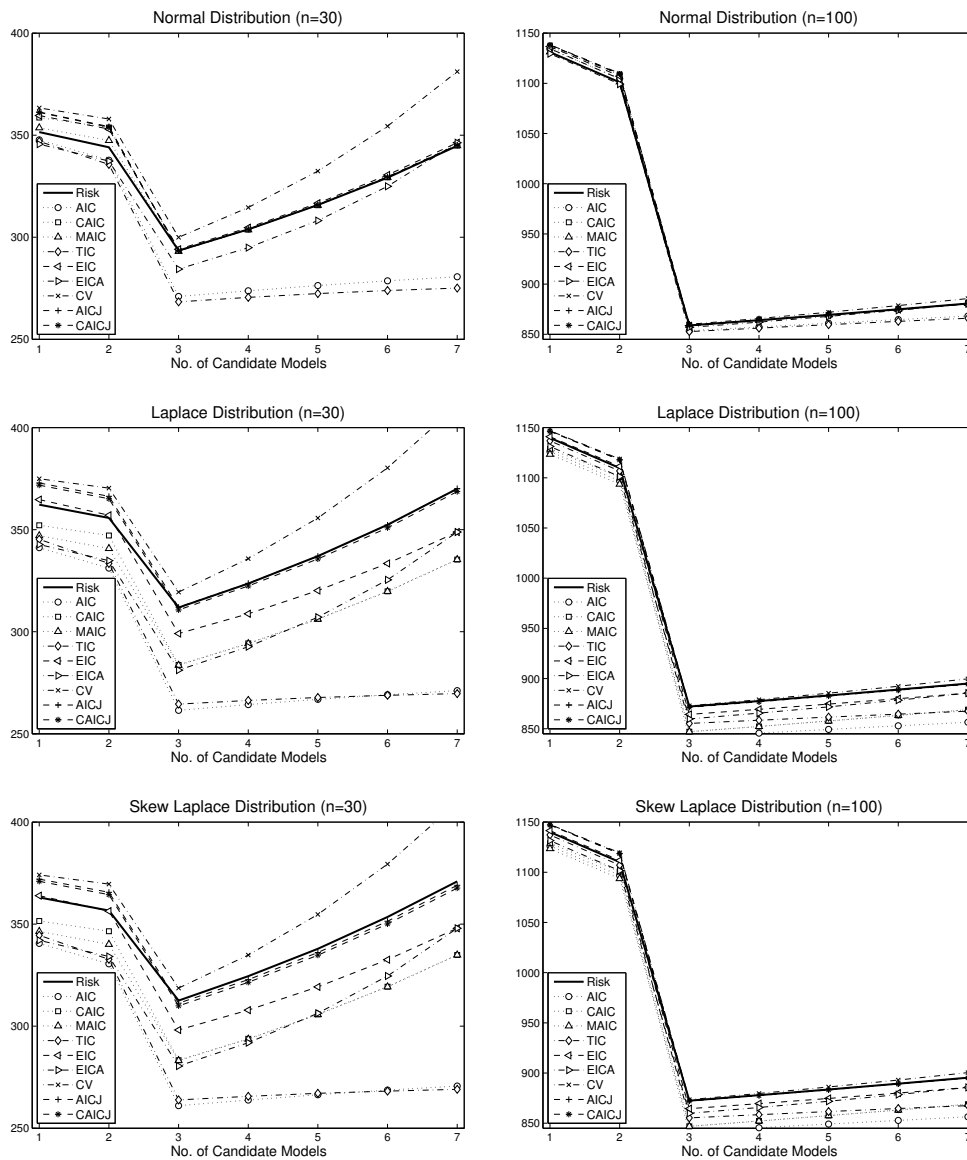 Normal Distribution (n=30)
400
350
300
250
Risk
AIC
CAIC
MAIC
TIC
EIC
EICA
CV
AICJ
CAICJ
1 2 3 4 5 6 7
No. of Candidate Models
Normal Distribution (n=100)
1150
1100
1050
1000
950
900
850
Risk
AIC
CAIC
MAIC
TIC
EIC
EICA
CV
AICJ
CAICJ
1 2 3 4 5 6 7
No. of Candidate Models
Laplace Distribution (n=30)
400
350
300
250
Risk
AIC
CAIC
MAIC
TIC
EIC
EICA
CV
AICJ
CAICJ
1 2 3 4 5 6 7
No. of Candidate Models
Laplace Distribution (n=100)
1150
1100
1050
1000
950
900
850
Risk
AIC
CAIC
MAIC
TIC
EIC
EICA
CV
AICJ
CAICJ
1 2 3 4 5 6 7
No. of Candidate Models
Skew Laplace Distribution (n=30)
400
350
300
250
Risk
AIC
CAIC
MAIC
TIC
EIC
EICA
CV
AICJ
CAICJ
1 2 3 4 5 6 7
No. of Candidate Models
Skew Laplace Distribution (n=100)
1150
1100
1050
1000
950
900
850
Risk
AIC
CAIC
MAIC
TIC
EIC
EICA
CV
AICJ
CAICJ
1 2 3 4 5 6 7
No. of Candidate Models